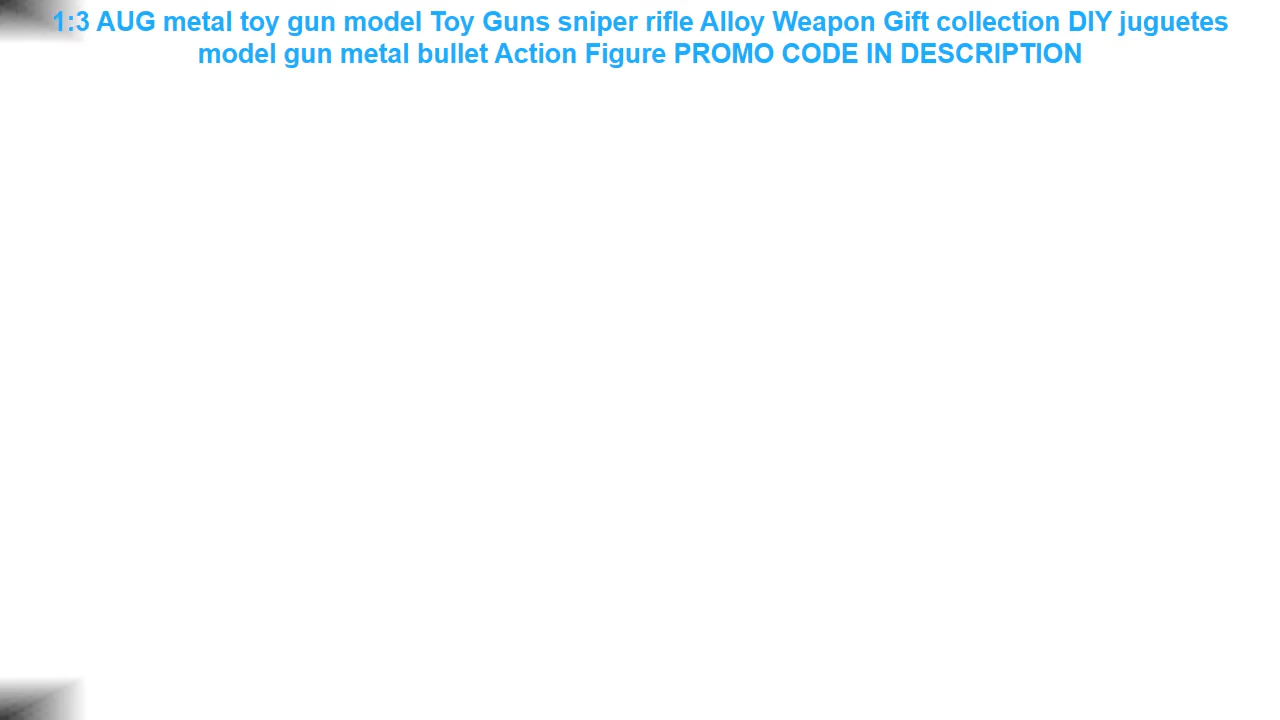 1:3 AUG metal toy gun model Toy Guns sniper rifle Alloy Weapon Gift collection DIY juguetes
model gun metal bullet Action Figure PROMO CODE IN DESCRIPTION